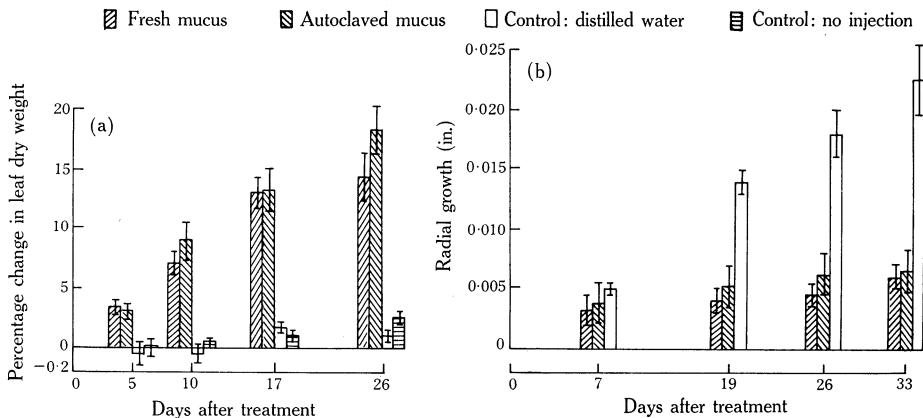 Fresh mucus Autoclaved mucus Control: distilled water Control: no injection
(a)
Percentage change in leaf dry weight
20
15
10
5
0
−0·2
0 5 10 17 26
Days after treatment
(b)
Radial growth (in.)
0·025
0·020
0·015
0·010
0·005
0
0 7 19 26 33
Days after treatment